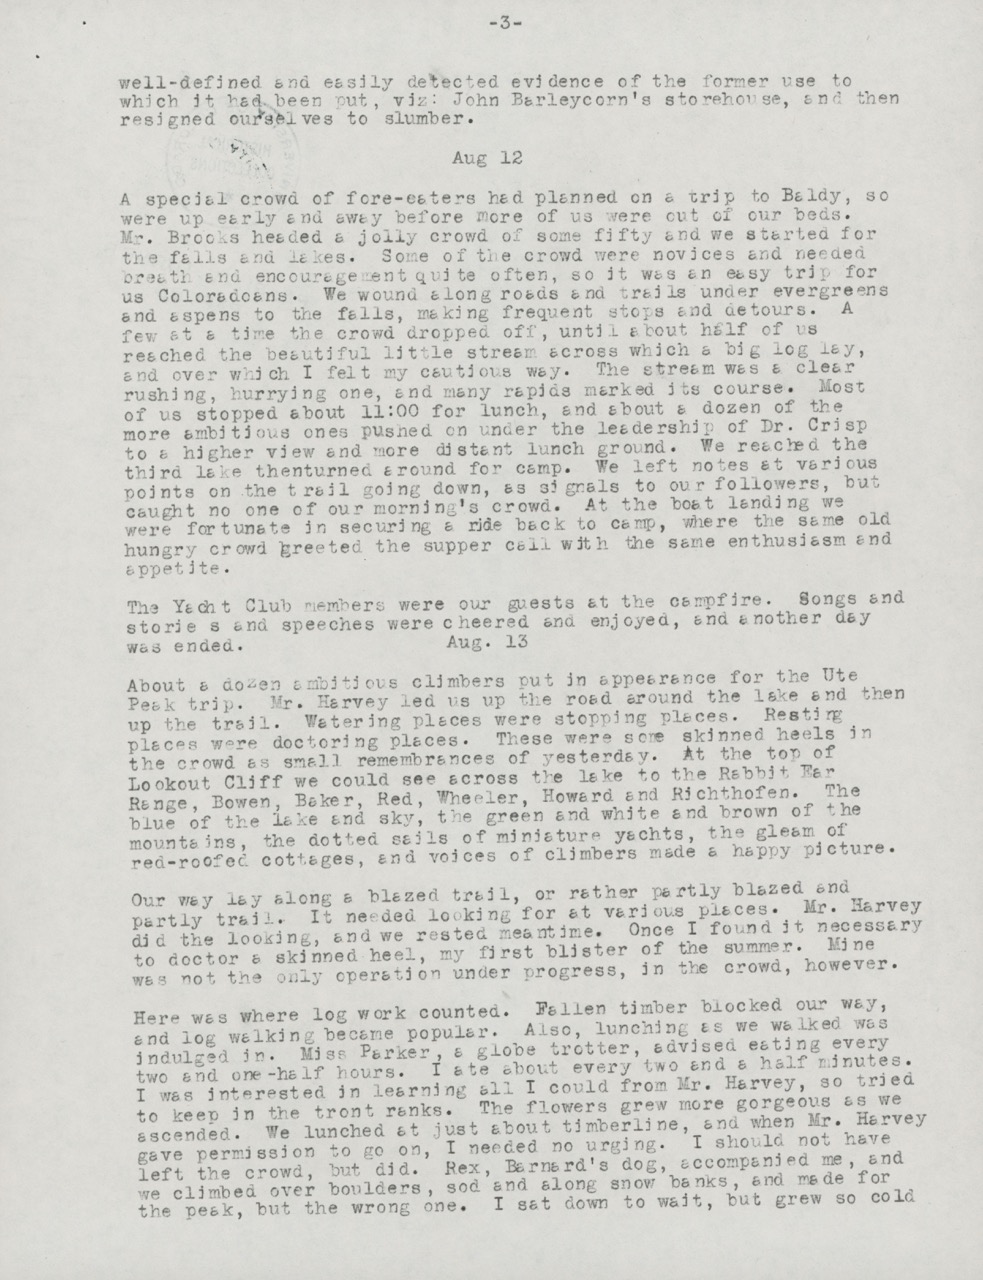 -3-
well-defined and easily detected evidence of the former use to
which it had been put, viz: John Barleycorn's storehouse, and then
resigned ourselves to slumber.
Aug 12
A special crowd of fore-eaters had planned on a trip to Baldy, so
were up early and away before more of us were out of our beds.
Mr. Brooks headed a jolly crowd of some fifty and we started for
the falls and lakes. Some of the crowd were novices and needed
breath and encouragement quite often, so it was an easy trip for
us Coloradoans. We wound along roads and trails under evergreens
and aspens to the falls, making frequent stops and detours. A
few at a time the crowd dropped off, until about half of us
reached the beautiful little stream across which a big log lay,
and over which I felt my cautious way. The stream was a clear
rushing, hurrying one, and many rapids marked its course. Most
of us stopped about 11:00 for lunch, and about a dozen of the
more ambitious ones pushed on under the leadership of Dr. Crisp
to a higher view and more distant lunch ground. We reached the
third lake thenturned around for camp. We left notes at various
points on the trail going down, as signals to our followers, but
caught no one of our morning's crowd. At the boat landing we
were fortunate in securing a ride back to camp, where the same old
hungry crowd greeted the supper call with the same enthusiasm and
appetite.
The Yacht Club members were our guests at the campfire. Songs and
storie s and speeches were cheered and enjoyed, and another day
was ended. Aug. 13
About a dozen ambitious climbers put in appearance for the Ute
Peak trip. Mr. Harvey led us up the road around the lake and then
up the trail. Watering places were stopping places. Resting
places were doctoring places. These were some skinned heels in
the crowd as small remembrances of yesterday. At the top of
Lookout Cliff we could see across the lake to the Rabbit Ear
Range, Bowen, Baker, Red, Wheeler, Howard and Richthofen. The
blue of the lake and sky, the green and white and brown of the
mountains, the dotted sails of miniature yachts, the gleam of
red-roofed cottages, and voices of climbers made a happy picture.
Our way lay along a blazed trail, or rather partly blazed and
partly trail. It needed looking for at various places. Mr. Harvey
did the looking, and we rested meantime. Once I found it necessary
to doctor a skinned heel, my first blister of the summer. Mine
was not the only operation under progress, in the crowd, however.
Here was where log work counted. Fallen timber blocked our way,
and log walking became popular. Also, lunching as we walked was
indulged in. Miss Parker, a globe trotter, advised eating every
two and one-half hours. I ate about every two and a half minutes.
I was interested in learning all I could from Mr. Harvey, so tried
to keep in the tront ranks. The flowers grew more gorgeous as we
ascended. We lunched at just about timberline, and when Mr. Harvey
gave permission to go on, I needed no urging. I should not have
left the crowd, but did. Rex, Barnard's dog, accompanied me, and
we climbed over boulders, sod and along snow banks, and made for
the peak, but the wrong one. I sat down to wait, but grew so cold